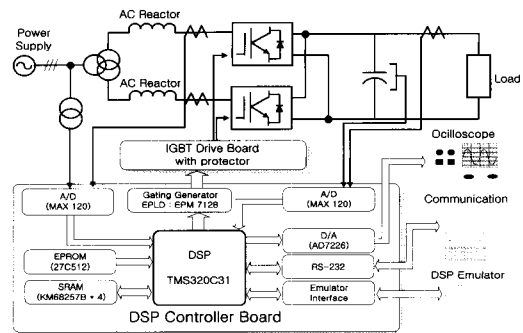 AC Reactor
Power
Supply
AC Reactor
Load
IGBT Drive Board
with protector
Ocilloscope
A/D
(MAX 120)
Gating Generator
EPLD : EPM 7128
A/D
(MAX 120)
Communication
DSP
TMS320C31
D/A
(AD7226)
EPROM
(27C512)
RS-232
DSP Emulator
SRAM
(KM68257B * 4)
Emulator
Interface
DSP Controller Board